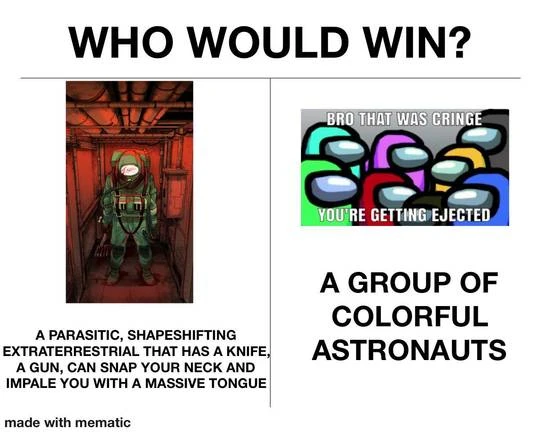 WHO WOULD WIN?
BRO THAT WAS CRINGE
YOU'RE GETTING EJECTED
A PARASITIC, SHAPESHIFTING
EXTRATERRESTRIAL THAT HAS A KNIFE,
A GUN, CAN SNAP YOUR NECK AND
IMPALE YOU WITH A MASSIVE TONGUE
A GROUP OF
COLORFUL
ASTRONAUTS
made with mematic